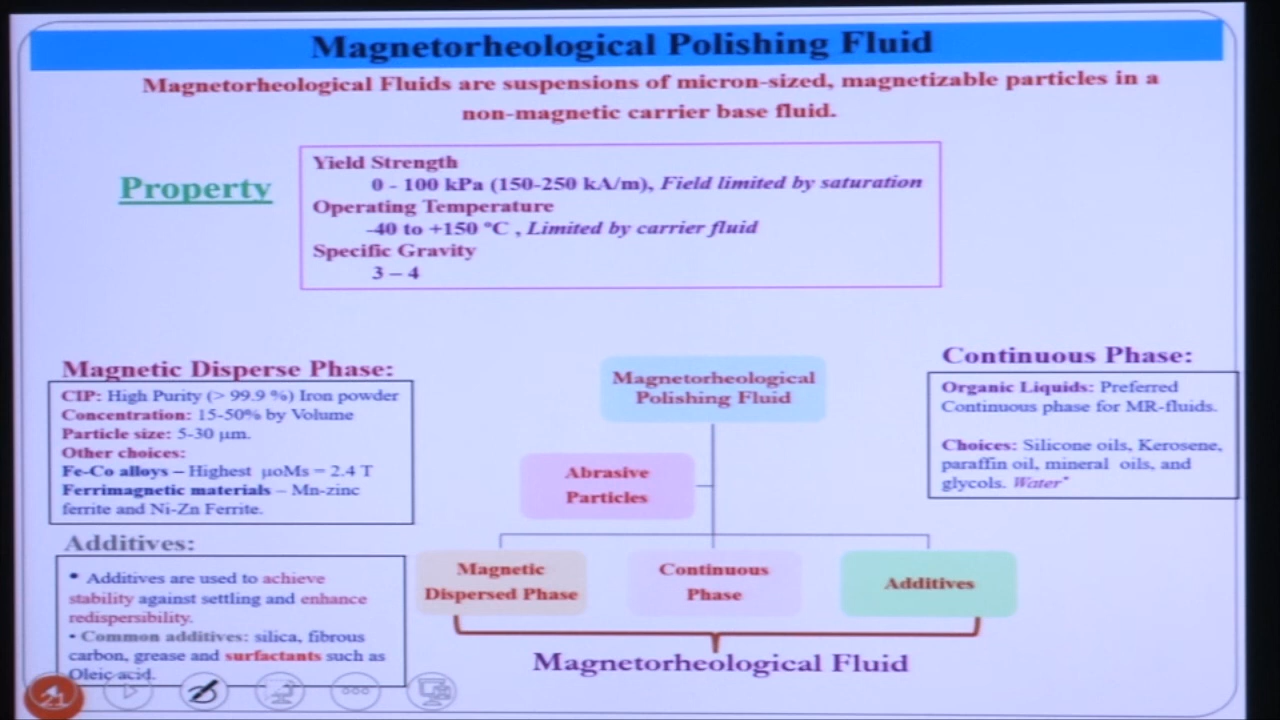 Magnetorheological Polishing Fluid
Magnetorheological Fluids are suspensions of micron-sized, magnetizable particles in a
non-magnetic carrier base fluid.
Property
Yield Strength
0 - 100 kPa (150-250 kA/m), Field limited by saturation
Operating Temperature
-40 to +150 °C , Limited by carrier fluid
Specific Gravity
3 – 4
Magnetic Disperse Phase:
CIP: High Purity (> 99.9 %) Iron powder
Concentration: 15-50% by Volume
Particle size: 5-30 µm.
Other choices:
Fe-Co alloys – Highest µoMs = 2.4 T
Ferrimagnetic materials – Mn-zinc
ferrite and Ni-Zn Ferrite.
Additives:
• Additives are used to achieve
stability against settling and enhance
redispersibility.
• Common additives: silica, fibrous
carbon, grease and surfactants such as
Oleic acid.
Magnetorheological
Polishing Fluid
Abrasive
Particles
Magnetic
Dispersed Phase
Continuous
Phase
Additives
Magnetorheological Fluid
Continuous Phase:
Organic Liquids: Preferred
Continuous phase for MR-fluids.
Choices: Silicone oils, Kerosene,
paraffin oil, mineral oils, and
glycols. Water*
21